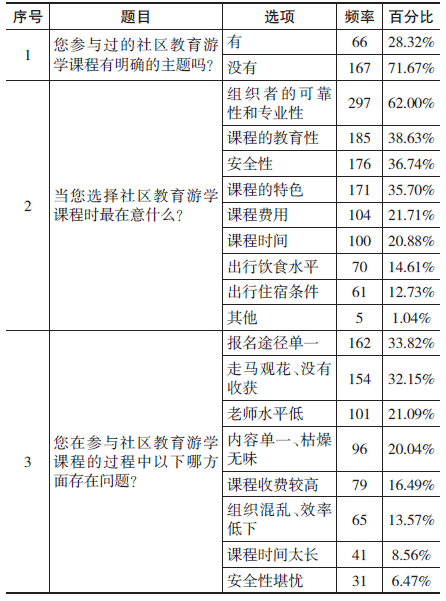 序号 题目 选项 频率 百分比
1 您参与过的社区教育游学课程有明确的主题吗? 有 66 28.32%
没有 167 71.67%
2 当您选择社区教育游学课程时最在意什么? 组织者的可靠性和专业性 297 62.00%
课程的教育性 185 38.63%
安全性 176 36.74%
课程的特色 171 35.70%
课程费用 104 21.71%
课程时间 100 20.88%
出行饮食水平 70 14.61%
出行住宿条件 61 12.73%
其他 5 1.04%
3 您在参与社区教育游学课程的过程中以下哪方面存在问题? 报名途径单一 162 33.82%
走马观花、没有收获 154 32.15%
老师水平低 101 21.09%
内容单一、枯燥无味 96 20.04%
课程收费较高 79 16.49%
组织混乱、效率低下 65 13.57%
课程时间太长 41 8.56%
安全性堪忧 31 6.47%